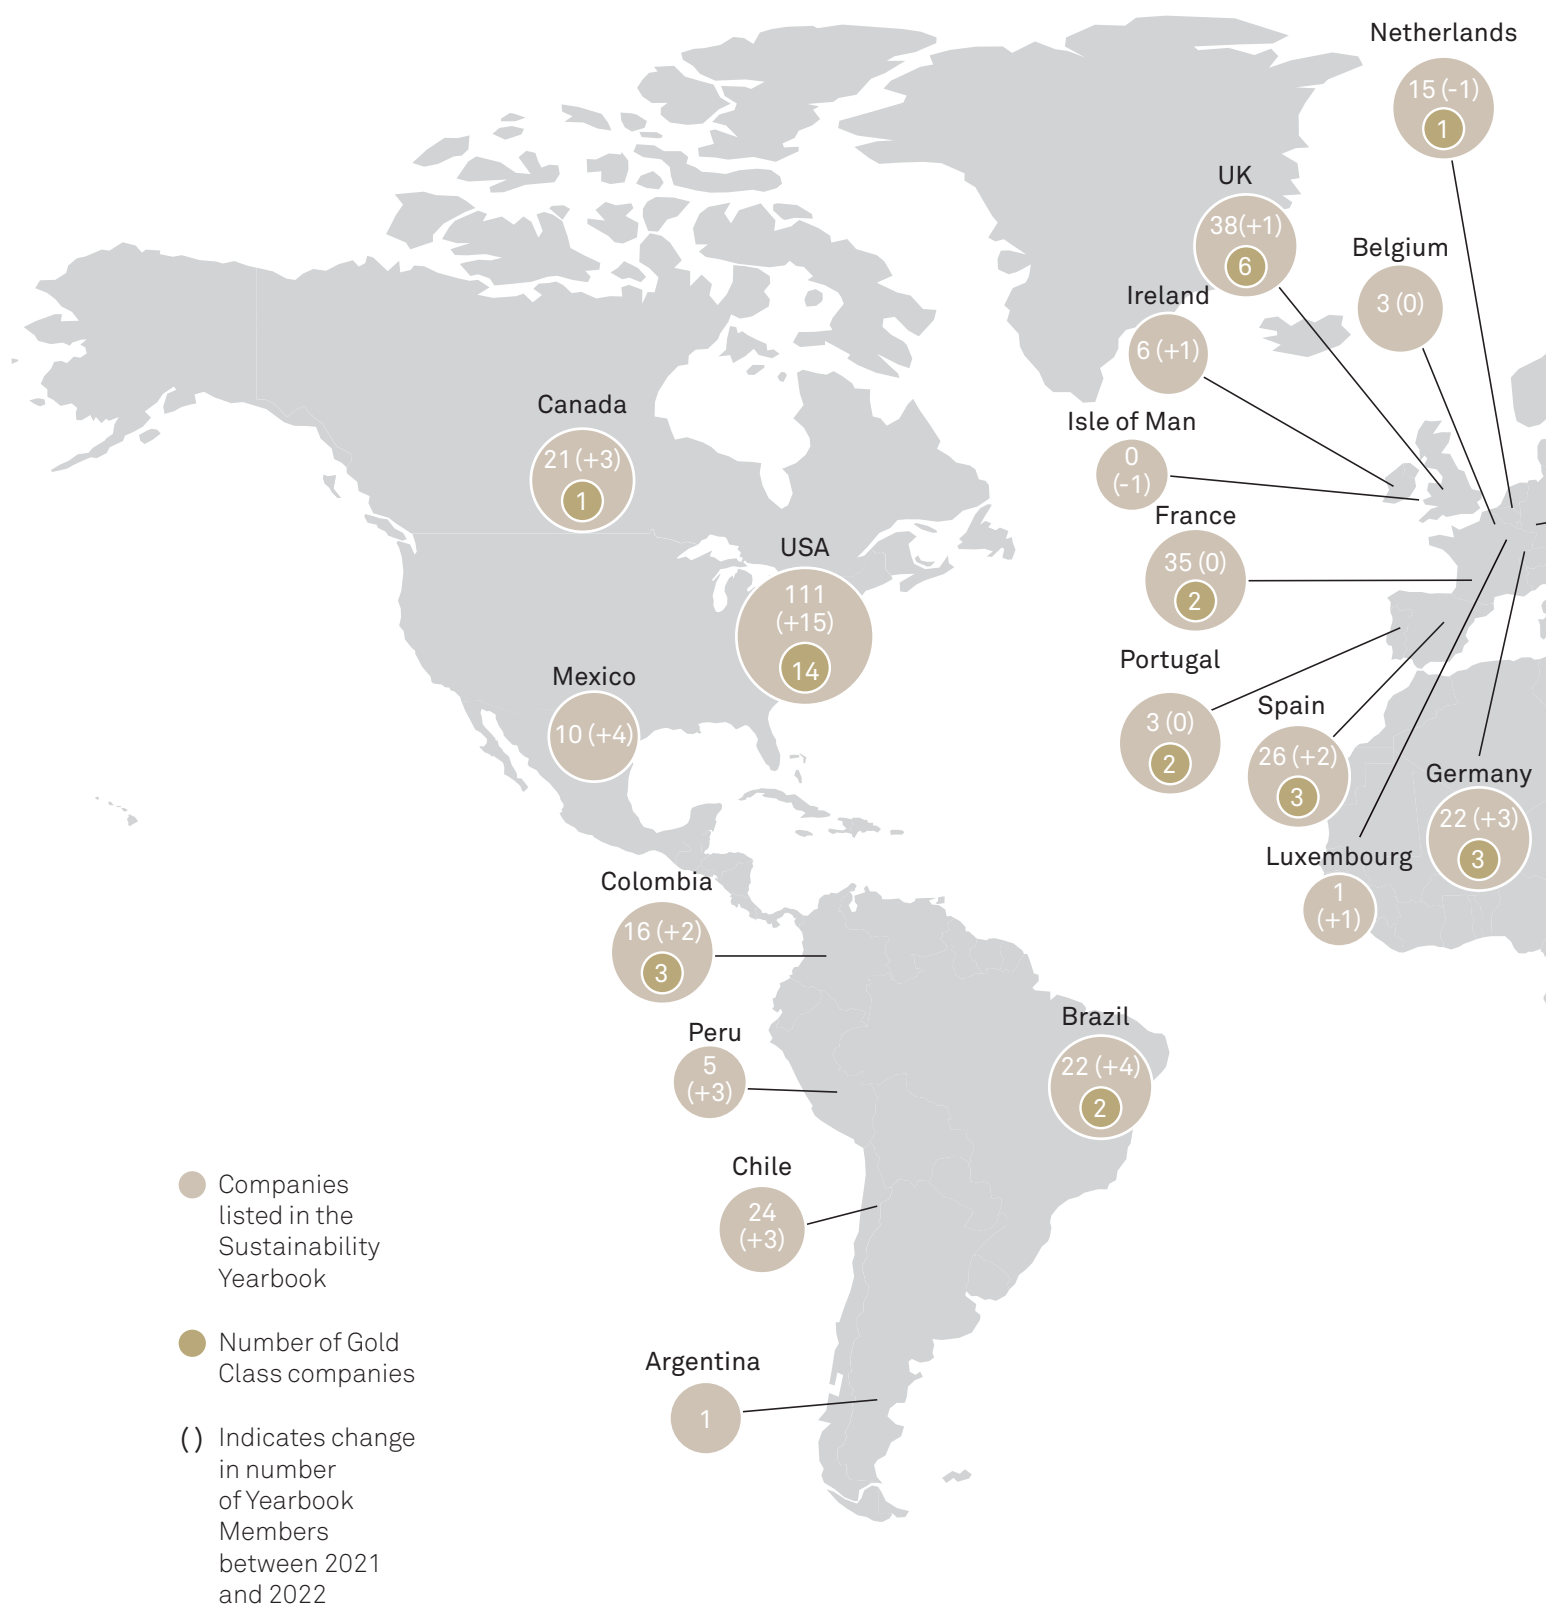 Netherlands
15 (-1)
1
UK
38(+1)
6
Belgium
3 (0)
Ireland
6 (+1)
Canada
21 (+3)
1
Isle of Man
0
(-1)
France
35 (0)
2
USA
111
(+15)
14
Mexico
10 (+4)
Portugal
3 (0)
2
Spain
26 (+2)
3
Germany
22 (+3)
3
Luxembourg
1
(+1)
Colombia
16 (+2)
3
Brazil
22 (+4)
2
Peru
5
(+3)
Chile
24
(+3)
Argentina
1
Companies
listed in the
Sustainability
Yearbook
Number of Gold
Class companies
() Indicates change
in number
of Yearbook
Members
between 2021
and 2022